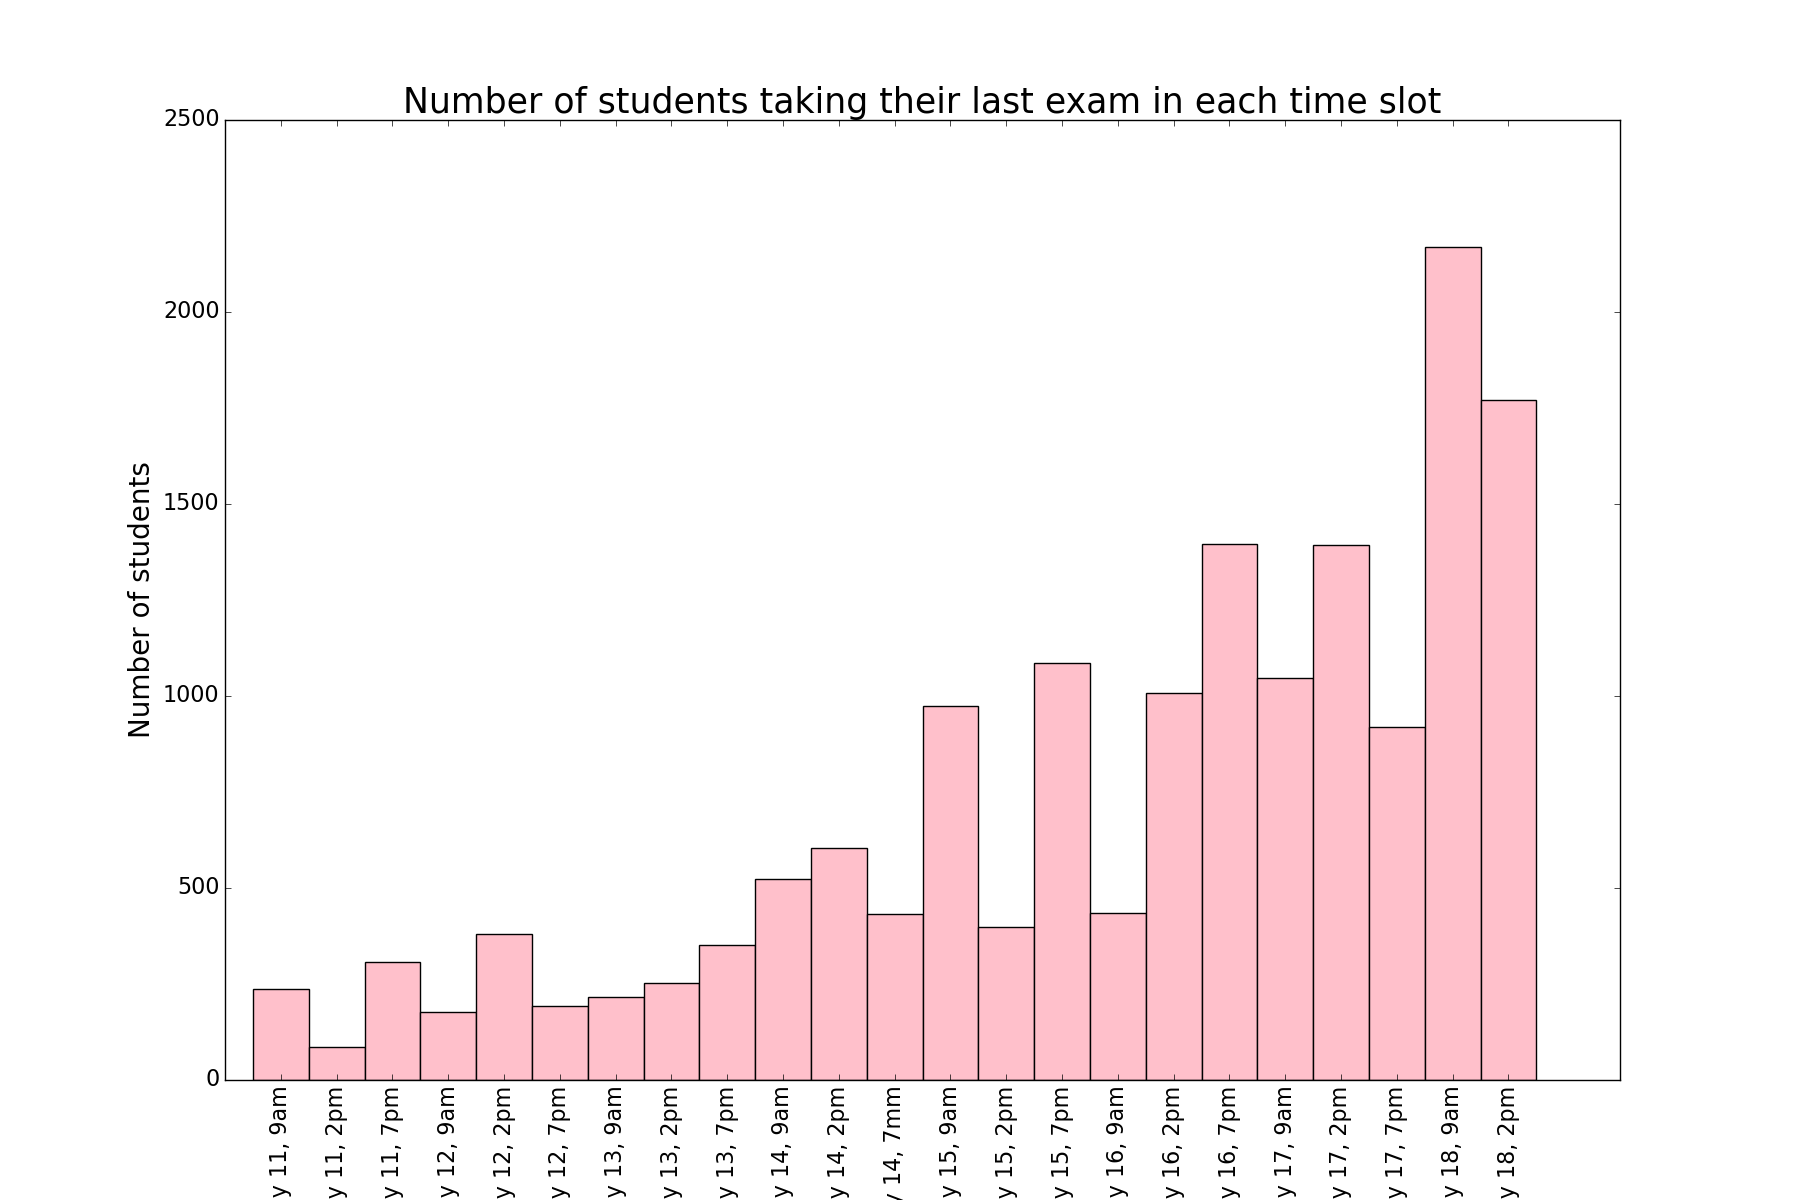 Number of students taking their last exam in each time slot
Number of students
2500
2000
1500
1000
500
0
y 11, 9am
y 11, 2pm
y 11, 7pm
y 12, 9am
y 12, 2pm
y 12, 7pm
y 13, 9am
y 13, 2pm
y 13, 7pm
y 14, 9am
y 14, 2pm
y 14, 7mm
y 15, 9am
y 15, 2pm
y 15, 7pm
y 16, 9am
y 16, 2pm
y 16, 7pm
y 17, 9am
y 17, 2pm
y 17, 7pm
y 18, 9am
y 18, 2pm